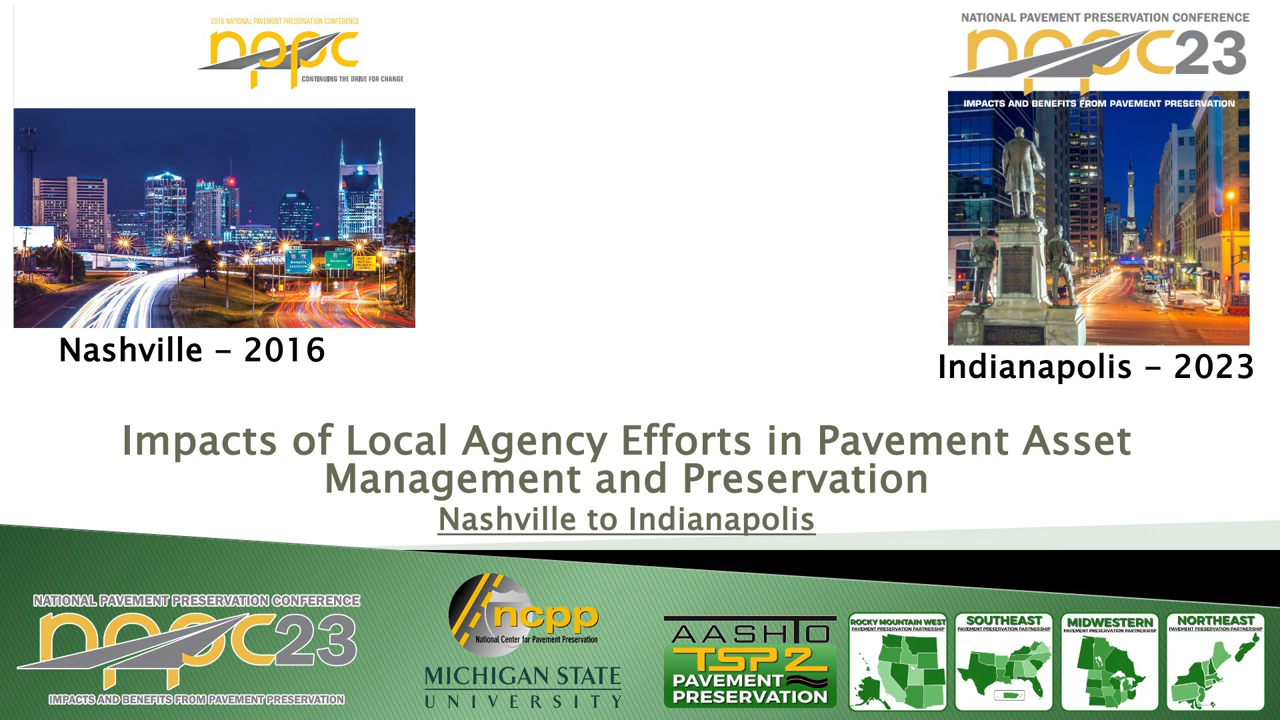 2016 NATIONAL PAVEMENT PRESERVATION CONFERENCE
nppc
CONTINUING THE DRIVE FOR CHANGE
NATIONAL PAVEMENT PRESERVATION CONFERENCE
nppc23
IMPACTS AND BENEFITS FROM PAVEMENT PRESERVATION
Nashville - 2016
Indianapolis - 2023
Impacts of Local Agency Efforts in Pavement Asset
Management and Preservation
Nashville to Indianapolis
NATIONAL PAVEMENT PRESERVATION CONFERENCE
nppc23
IMPACTS AND BENEFITS FROM PAVEMENT PRESERVATION
ncpp
National Center for Pavement Preservation
MICHIGAN STATE
UNIVERSITY
AASHTO
TSP2
PAVEMENT
PRESERVATION
ROCKY MOUNTAIN WEST
PAVEMENT PRESERVATION PARTNERSHIP
SOUTHEAST
PAVEMENT PRESERVATION PARTNERSHIP
MIDWESTERN
PAVEMENT PRESERVATION PARTNERSHIP
NORTHEAST
PAVEMENT PRESERVATION PARTNERSHIP